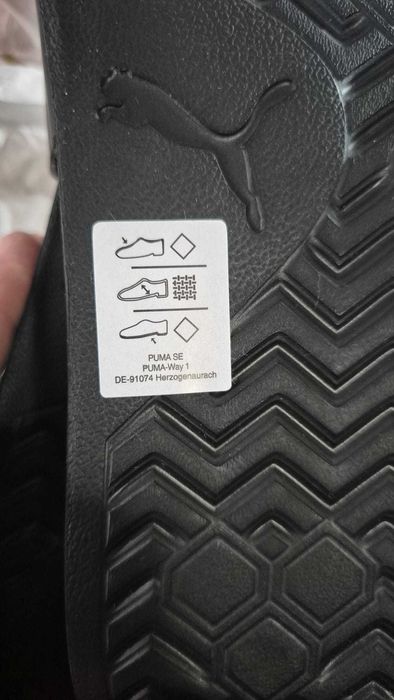 PUMA SE
PUMA-Way 1
DE-91074 Herzogenaurach